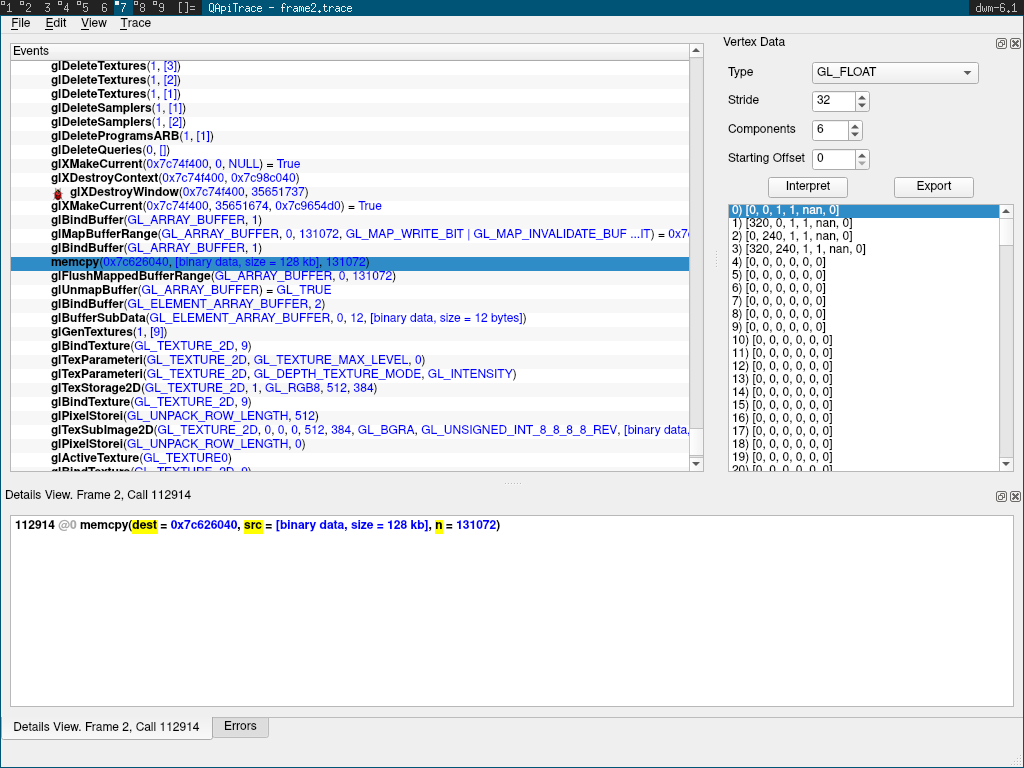 1 2 3 4 5 6 7 8 9 []= QApiTrace - frame2.trace dwm-6.1
File Edit View Trace
Events
glDeleteTextures(1, [3])
glDeleteTextures(1, [2])
glDeleteTextures(1, [1])
glDeleteSamplers(1, [1])
glDeleteSamplers(1, [2])
glDeleteProgramsARB(1, [1])
glDeleteQueries(0, [])
glXMakeCurrent(0x7c74f400, 0, NULL) = True
glXDestroyContext(0x7c74f400, 0x7c98c040)
glXDestroyWindow(0x7c74f400, 35651737)
glXMakeCurrent(0x7c74f400, 35651674, 0x7c9654d0) = True
glBindBuffer(GL_ARRAY_BUFFER, 1)
glMapBufferRange(GL_ARRAY_BUFFER, 0, 131072, GL_MAP_WRITE_BIT | GL_MAP_INVALIDATE_BUF ...IT) = 0x7c
glBindBuffer(GL_ARRAY_BUFFER, 1)
memcpy(0x7c626040, [binary data, size = 128 kb], 131072)
glFlushMappedBufferRange(GL_ARRAY_BUFFER, 0, 131072)
glUnmapBuffer(GL_ARRAY_BUFFER) = GL_TRUE
glBindBuffer(GL_ELEMENT_ARRAY_BUFFER, 2)
glBufferSubData(GL_ELEMENT_ARRAY_BUFFER, 0, 12, [binary data, size = 12 bytes])
glGenTextures(1, [9])
glBindTexture(GL_TEXTURE_2D, 9)
glTexParameteri(GL_TEXTURE_2D, GL_TEXTURE_MAX_LEVEL, 0)
glTexParameteri(GL_TEXTURE_2D, GL_DEPTH_TEXTURE_MODE, GL_INTENSITY)
glTexStorage2D(GL_TEXTURE_2D, 1, GL_RGB8, 512, 384)
glBindTexture(GL_TEXTURE_2D, 9)
glPixelStorei(GL_UNPACK_ROW_LENGTH, 512)
glTexSubImage2D(GL_TEXTURE_2D, 0, 0, 0, 512, 384, GL_BGRA, GL_UNSIGNED_INT_8_8_8_8_REV, [binary data,
glPixelStorei(GL_UNPACK_ROW_LENGTH, 0)
glActiveTexture(GL_TEXTURE0)
glBindTexture(GL_TEXTURE_2D, 9)
Vertex Data
Type GL_FLOAT
Stride 32
Components 6
Starting Offset 0
Interpret Export
0) [0, 0, 1, 1, nan, 0]
1) [320, 0, 1, 1, nan, 0]
2) [0, 240, 1, 1, nan, 0]
3) [320, 240, 1, 1, nan, 0]
4) [0, 0, 0, 0, 0, 0]
5) [0, 0, 0, 0, 0, 0]
6) [0, 0, 0, 0, 0, 0]
7) [0, 0, 0, 0, 0, 0]
8) [0, 0, 0, 0, 0, 0]
9) [0, 0, 0, 0, 0, 0]
10) [0, 0, 0, 0, 0, 0]
11) [0, 0, 0, 0, 0, 0]
12) [0, 0, 0, 0, 0, 0]
13) [0, 0, 0, 0, 0, 0]
14) [0, 0, 0, 0, 0, 0]
15) [0, 0, 0, 0, 0, 0]
16) [0, 0, 0, 0, 0, 0]
17) [0, 0, 0, 0, 0, 0]
18) [0, 0, 0, 0, 0, 0]
19) [0, 0, 0, 0, 0, 0]
20) [0, 0, 0, 0, 0, 0]
Details View. Frame 2, Call 112914
112914 @0 memcpy(dest = 0x7c626040, src = [binary data, size = 128 kb], n = 131072)
Details View. Frame 2, Call 112914 Errors